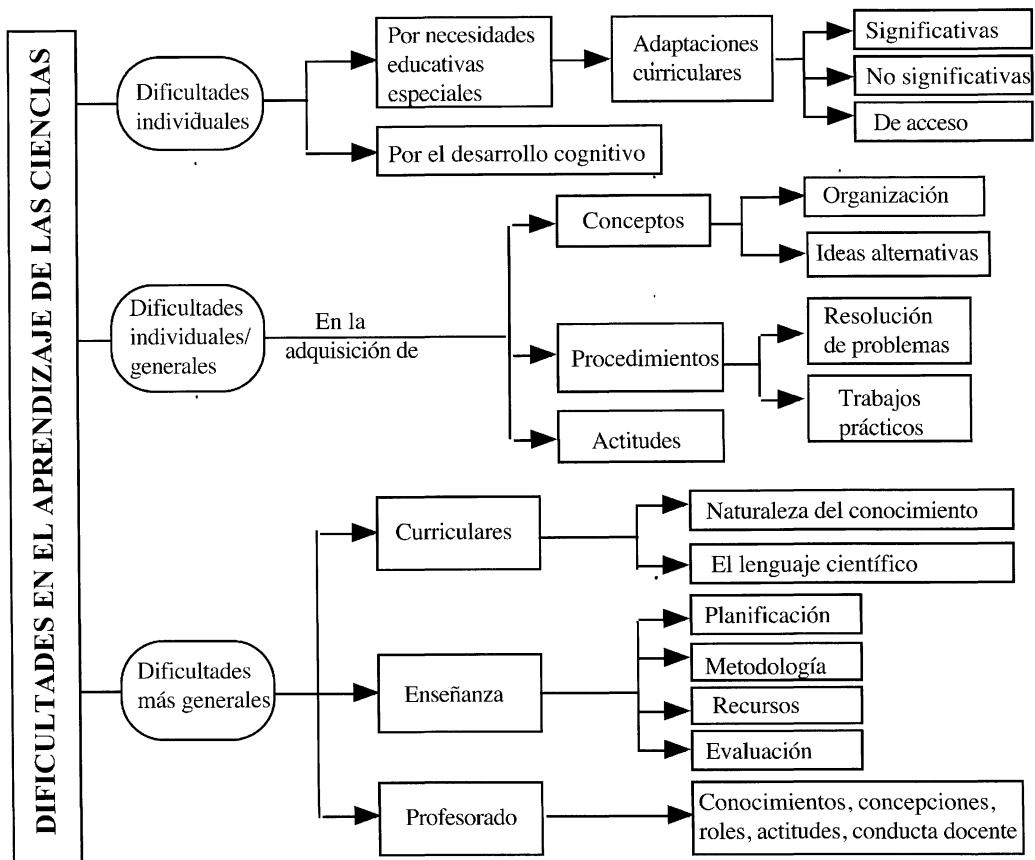 DIFICULTADES EN EL APRENDIZAJE DE LAS CIENCIAS
Dificultades
individuales
Por necesidades
educativas
especiales
Adaptaciones
curriculares
Significativas
No significativas
De acceso
Por el desarrollo cognitivo
Dificultades
individuales/
generales
En la
adquisición de
Conceptos
Organización
Ideas alternativas
Procedimientos
Resolución
de problemas
Trabajos
prácticos
Actitudes
Dificultades
más generales
Curriculares
Naturaleza del conocimiento
El lenguaje científico
Enseñanza
Planificación
Metodología
Recursos
Evaluación
Profesorado
Conocimientos, concepciones,
roles, actitudes, conducta docente